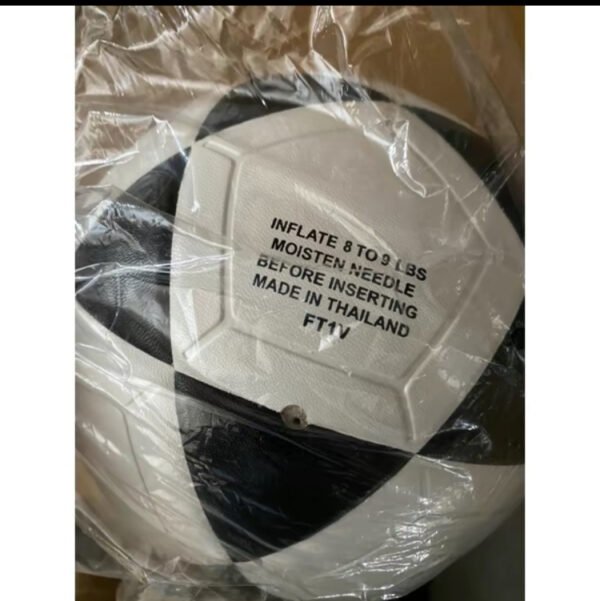 INFLATE 8 TO 9 LBS
MOISTEN NEEDLE
BEFORE INSERTING
MADE IN THAILAND
FT1V